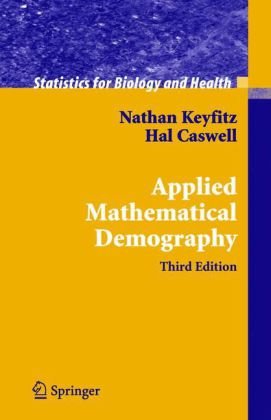 Statistics for Biology and Health
Nathan Keyfitz
Hal Caswell
Applied
Mathematical
Demography
Third Edition
Springer